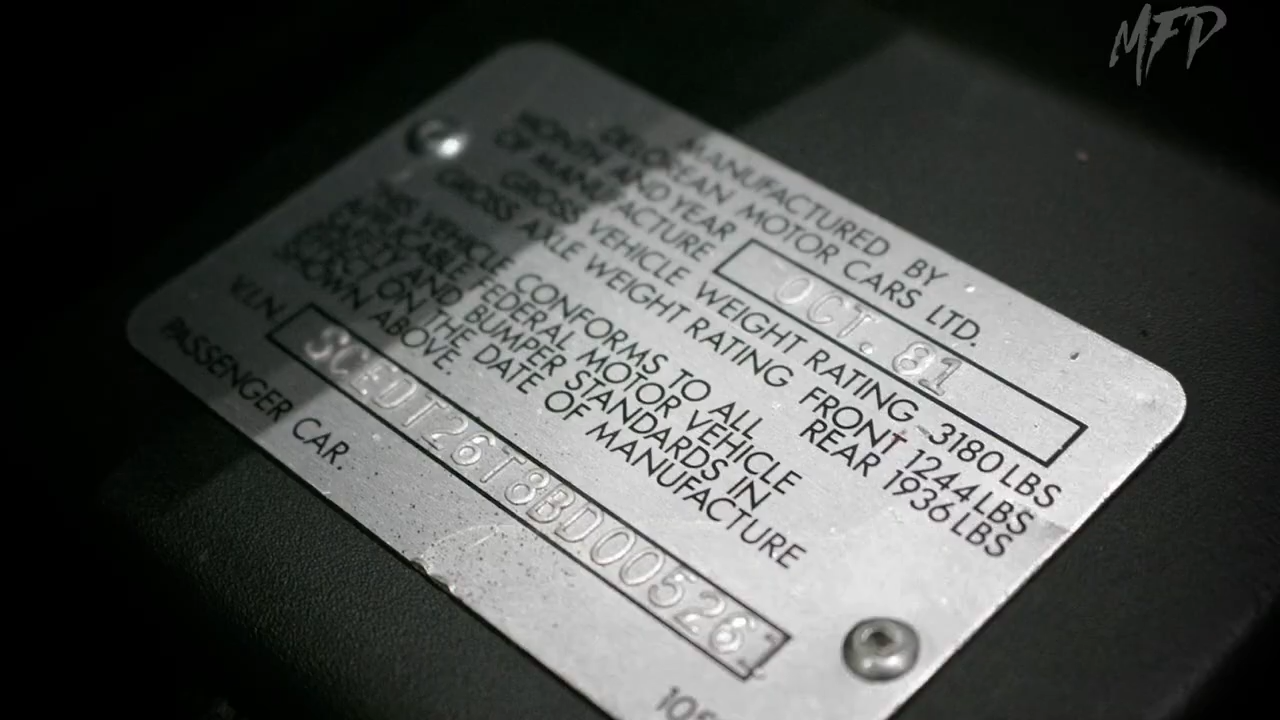 MFP
MANUFACTURED BY
DELOREAN MOTOR CARS LTD.
MONTH AND YEAR
OF MANUFACTURE OCT. 81
GROSS VEHICLE WEIGHT RATING 3180 LBS
GROSS AXLE WEIGHT RATING FRONT 1244 LBS
REAR 1936 LBS
THIS VEHICLE CONFORMS TO ALL
APPLICABLE FEDERAL MOTOR VEHICLE
SAFETY AND BUMPER STANDARDS IN
EFFECT ON THE DATE OF MANUFACTURE
SHOWN ABOVE.
V.I.N. SCEDT26T8BD005261
PASSENGER CAR.